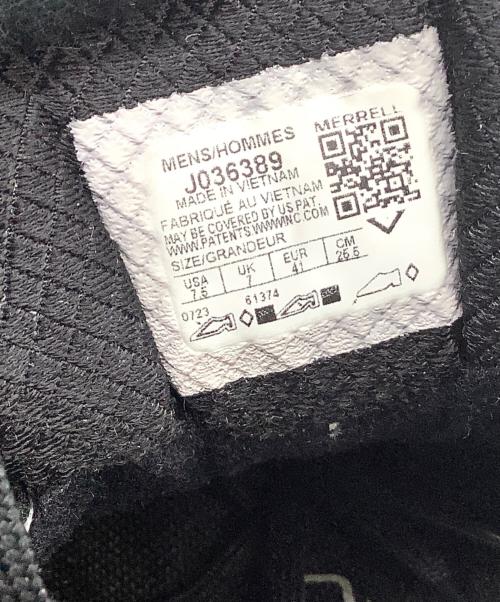 MERRELL
MENS/HOMMES
J036389
MADE IN VIETNAM
FABRIQUÉ AU VIETNAM
MAY BE COVERED BY US PAT.
WWW.PATENTS.WWWINC.COM
SIZE/GRANDEUR
USA UK EUR CM
7.5 7 41 25.5
0723 61374